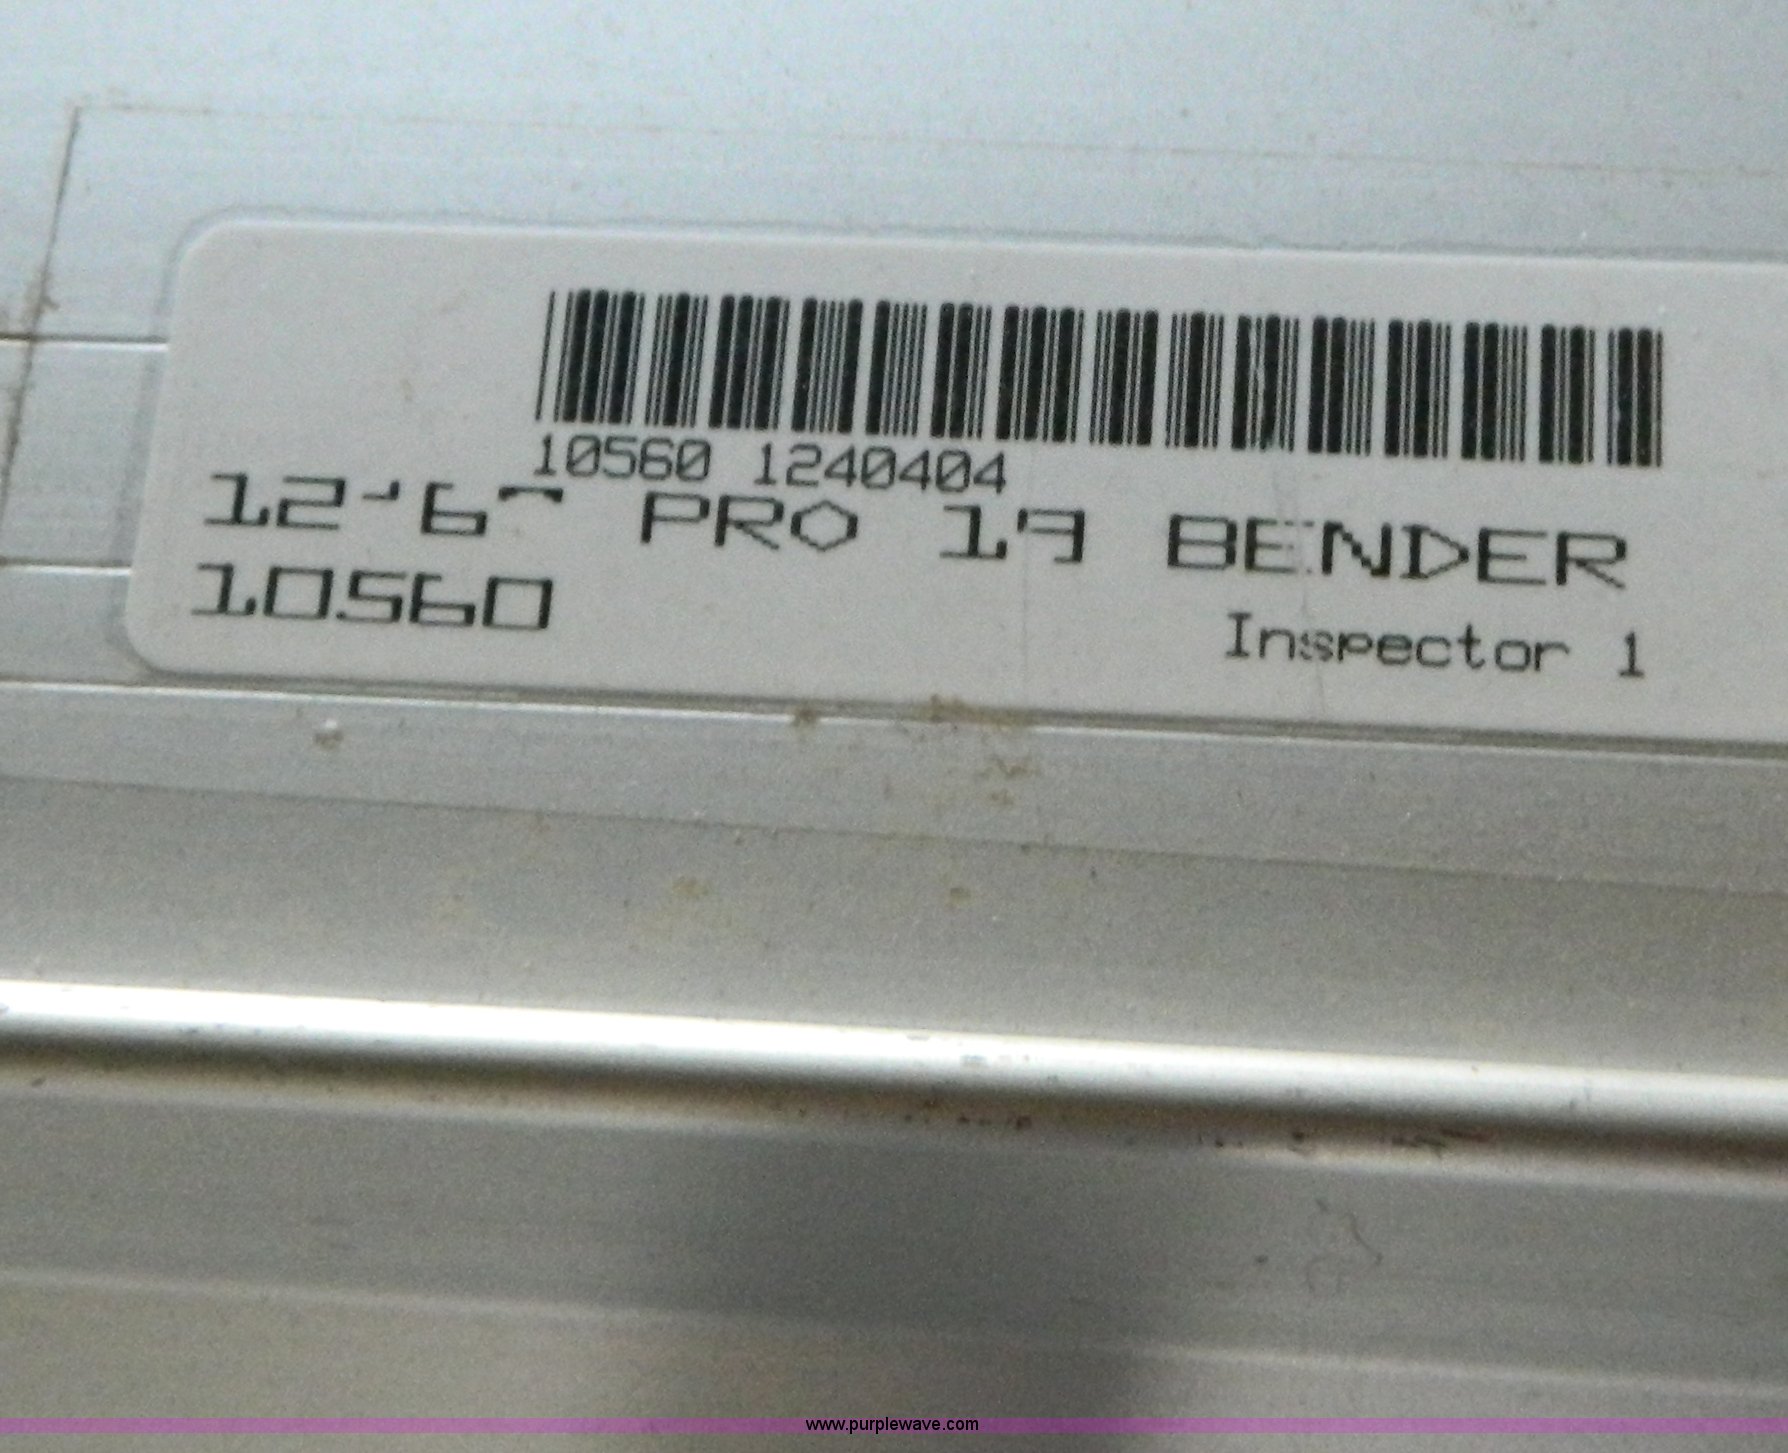 10560 1240404
12'6" PRO 19 BENDER
10560
Inspector 1
www.purplewave.com